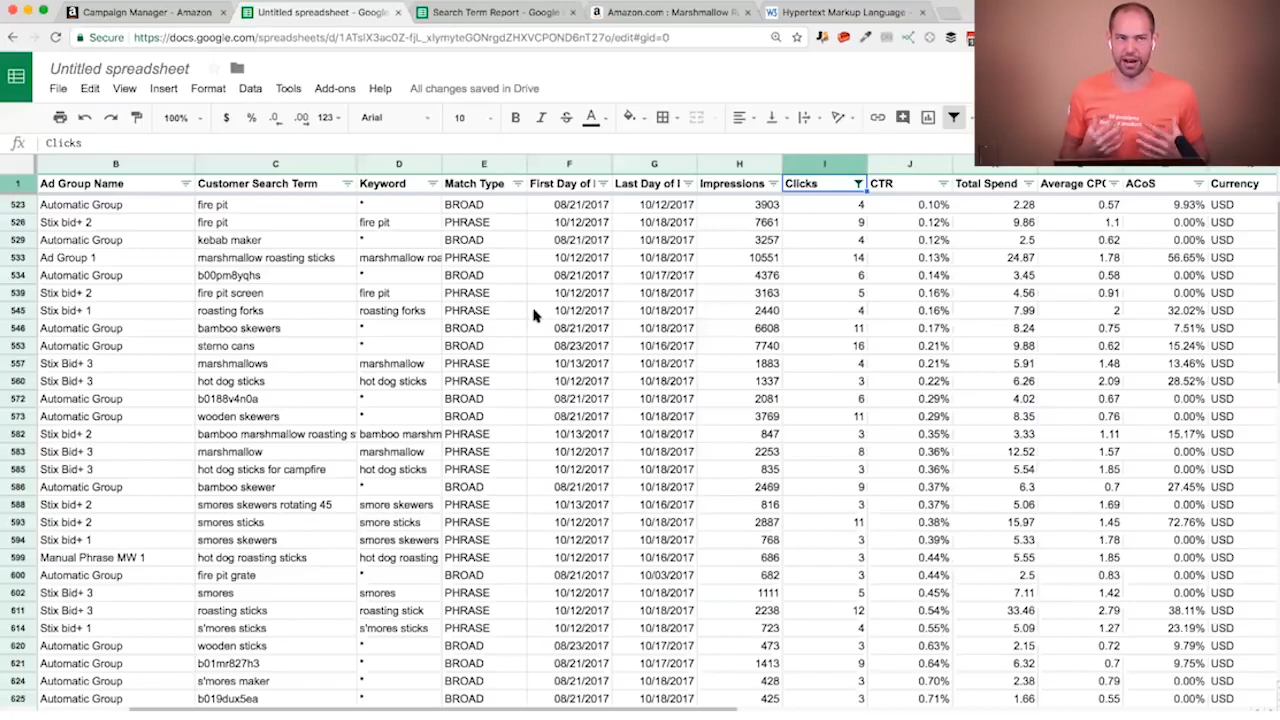 Campaign Manager - Amazon × Untitled spreadsheet - Google × Search Term Report - Google × Amazon.com : Marshmallow R × Hypertext Markup Language - ×
Secure https://docs.google.com/spreadsheets/d/
Untitled spreadsheet
File Edit View Insert Format Data Tools Add-ons Help All changes saved in Drive
100% $ % .0 .00 123 Arial 10 B I S A
fx Clicks
B C D E F G H I J
1 Ad Group Name Customer Search Term Keyword Match Type First Day of Last Day of Impressions Clicks CTR Total Spend Average CPC ACoS Currency
523 Automatic Group fire pit * BROAD 08/21/2017 10/12/2017 3903 4 0.10% 2.28 0.57 9.93% USD
526 Stix bid+ 2 fire pit fire pit PHRASE 10/12/2017 10/18/2017 7661 9 0.12% 9.86 1.1 0.00% USD
529 Automatic Group kebab maker * BROAD 08/21/2017 10/18/2017 3257 4 0.12% 2.5 0.62 0.00% USD
533 Ad Group 1 marshmallow roasting sticks marshmallow roa PHRASE 10/12/2017 10/18/2017 10551 14 0.13% 24.87 1.78 56.65% USD
534 Automatic Group b00pm8yqhs * BROAD 08/21/2017 10/17/2017 4376 6 0.14% 3.45 0.58 0.00% USD
539 Stix bid+ 2 fire pit screen fire pit PHRASE 10/12/2017 10/18/2017 3163 5 0.16% 4.56 0.91 0.00% USD
545 Stix bid+ 1 roasting forks roasting forks PHRASE 10/12/2017 10/18/2017 2440 4 0.16% 7.99 2 32.02% USD
546 Automatic Group bamboo skewers * BROAD 08/21/2017 10/18/2017 6608 11 0.17% 8.24 0.75 7.51% USD
553 Automatic Group sterno cans * BROAD 08/23/2017 10/16/2017 7740 16 0.21% 9.88 0.62 15.24% USD
557 Stix Bid+ 3 marshmallows marshmallow PHRASE 10/13/2017 10/18/2017 1883 4 0.21% 5.91 1.48 13.46% USD
560 Stix Bid+ 3 hot dog sticks hot dog sticks PHRASE 10/12/2017 10/18/2017 1337 3 0.22% 6.26 2.09 28.52% USD
572 Automatic Group b0188v4n0a * BROAD 08/21/2017 10/18/2017 2081 6 0.29% 4.02 0.67 0.00% USD
573 Automatic Group wooden skewers * BROAD 08/21/2017 10/18/2017 3769 11 0.29% 8.35 0.76 0.00% USD
582 Stix bid+ 2 bamboo marshmallow roasting s bamboo marshm PHRASE 10/13/2017 10/18/2017 847 3 0.35% 3.33 1.11 15.17% USD
583 Stix Bid+ 3 marshmallow marshmallow PHRASE 10/12/2017 10/18/2017 2253 8 0.36% 12.52 1.57 0.00% USD
585 Stix Bid+ 3 hot dog sticks for campfire hot dog sticks PHRASE 10/12/2017 10/18/2017 835 3 0.36% 5.54 1.85 0.00% USD
586 Automatic Group bamboo skewer * BROAD 08/21/2017 10/18/2017 2469 9 0.37% 6.3 0.7 27.45% USD
588 Stix bid+ 2 smores skewers rotating 45 smore skewers PHRASE 10/13/2017 10/16/2017 816 3 0.37% 5.06 1.69 0.00% USD
593 Stix bid+ 2 smores sticks smore sticks PHRASE 10/12/2017 10/18/2017 2887 11 0.38% 15.97 1.45 72.76% USD
594 Stix bid+ 1 smores skewers smores skewers PHRASE 10/12/2017 10/18/2017 768 3 0.39% 5.33 1.78 0.00% USD
599 Manual Phrase MW 1 hot dog roasting sticks hot dog roasting PHRASE 10/12/2017 10/16/2017 686 3 0.44% 5.55 1.85 0.00% USD
600 Automatic Group fire pit grate * BROAD 08/21/2017 10/03/2017 682 3 0.44% 2.5 0.83 0.00% USD
602 Stix Bid+ 3 smores smores PHRASE 10/12/2017 10/18/2017 1111 5 0.45% 7.11 1.42 0.00% USD
611 Stix Bid+ 3 roasting sticks roasting stick PHRASE 10/12/2017 10/18/2017 2238 12 0.54% 33.46 2.79 38.11% USD
614 Stix bid+ 1 s'mores sticks s'mores sticks PHRASE 10/12/2017 10/18/2017 723 4 0.55% 5.09 1.27 23.19% USD
620 Automatic Group wooden sticks * BROAD 08/23/2017 10/17/2017 473 3 0.63% 2.15 0.72 9.79% USD
621 Automatic Group b01mr827h3 * BROAD 08/21/2017 10/17/2017 1413 9 0.64% 6.32 0.7 9.75% USD
624 Automatic Group s'mores maker * BROAD 08/21/2017 10/18/2017 428 3 0.70% 2.38 0.79 0.00% USD
625 Automatic Group b019dux5ea * BROAD 08/21/2017 10/18/2017 425 3 0.71% 1.66 0.55 0.00% USD